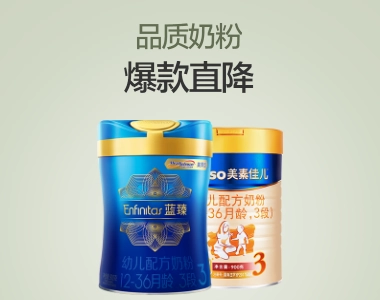 品质奶粉
爆款直降
Enfinitas 蓝臻
幼儿配方奶粉
12-36月龄,3段
3
so美素佳儿
儿配方奶粉
36月龄,3段)
3